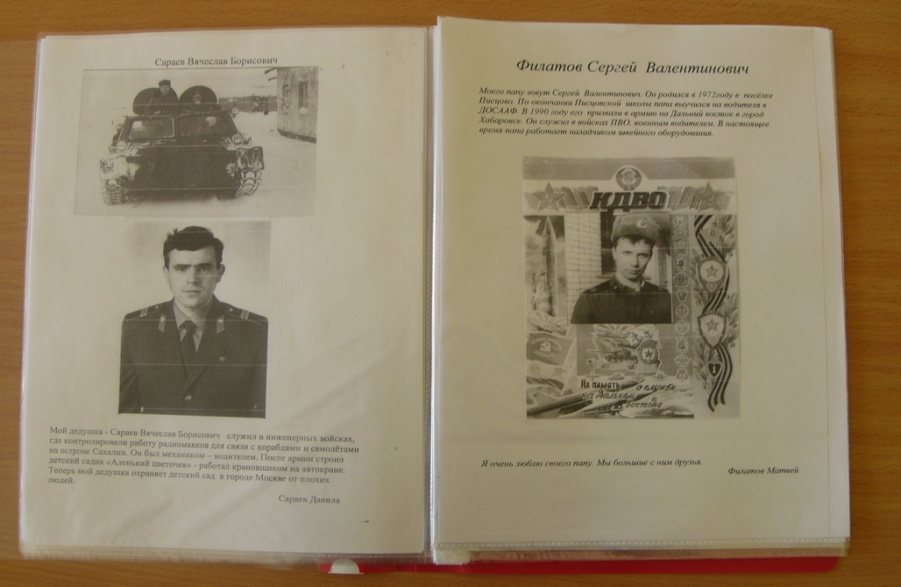 Сараев Вячеслав Борисович
Мой дедушка - Сараев Вячеслав Борисович служил в инженерных войсках,
где контролировали работу радиомаяков для связи с кораблями и самолётами
на острове Сахалин. Он был механиком – водителем. После армии строил
детский садик «Аленький цветочек» - работал крановщиком на автокране.
Теперь мой дедушка охраняет детский сад в городе Москве от плохих
людей.
Сараев Данила
Филатов Сергей Валентинович
Моего папу зовут Сергей Валентинович. Он родился в 1972году в посёлке
Писцово. По окончании Писцовской школы папа выучился на водителя в
ДОСААФ. В 1990 году его призвали в армию на Дальний восток в город
Хабаровск. Он служил в войсках ПВО, военным водителем. В настоящее
время папа работает наладчиком швейного оборудования.
КДВО
На память о службе
на дальнем
востоке
Я очень люблю своего папу. Мы большие с ним друзья.
Филатов Матвей